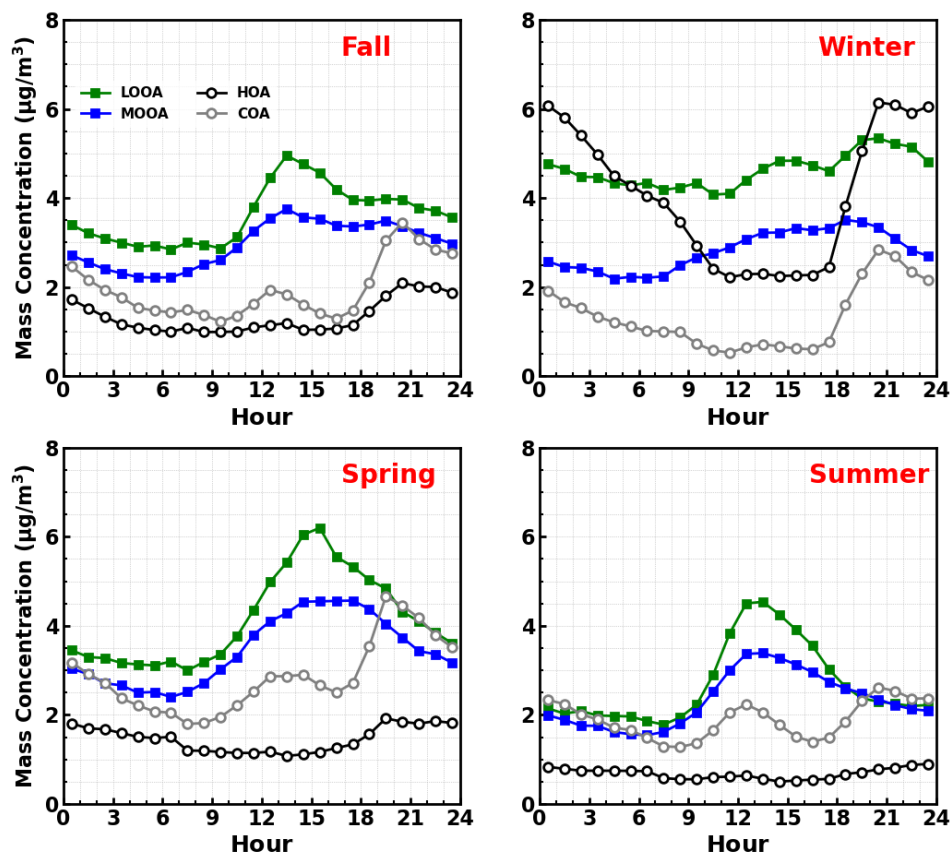 Fall
Mass Concentration (μg/m³)
8
6
4
2
0
LOOA
MOOA
HOA
COA
0 3 6 9 12 15 18 21 24
Hour
Winter
8
6
4
2
0
0 3 6 9 12 15 18 21 24
Hour
Spring
Mass Concentration (μg/m³)
8
6
4
2
0
0 3 6 9 12 15 18 21 24
Hour
Summer
8
6
4
2
0
0 3 6 9 12 15 18 21 24
Hour